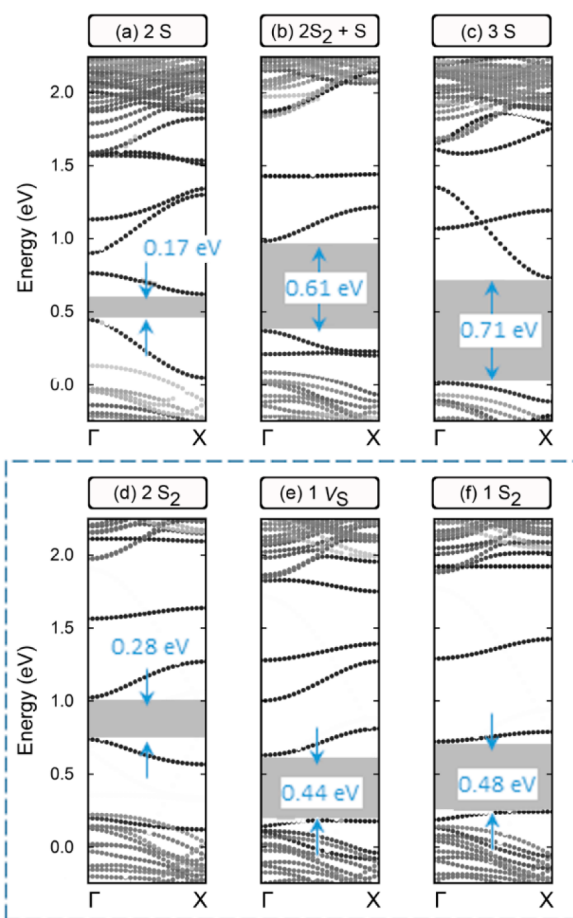 (a) 2 S
(b) 2S₂ + S
(c) 3 S
Energy (eV)
2.0
1.5
1.0
0.5
0.0
0.17 eV
0.61 eV
0.71 eV
Γ X
Γ X
Γ X
(d) 2 S₂
(e) 1 V_S
(f) 1 S₂
Energy (eV)
2.0
1.5
1.0
0.5
0.0
0.28 eV
0.44 eV
0.48 eV
Γ X
Γ X
Γ X